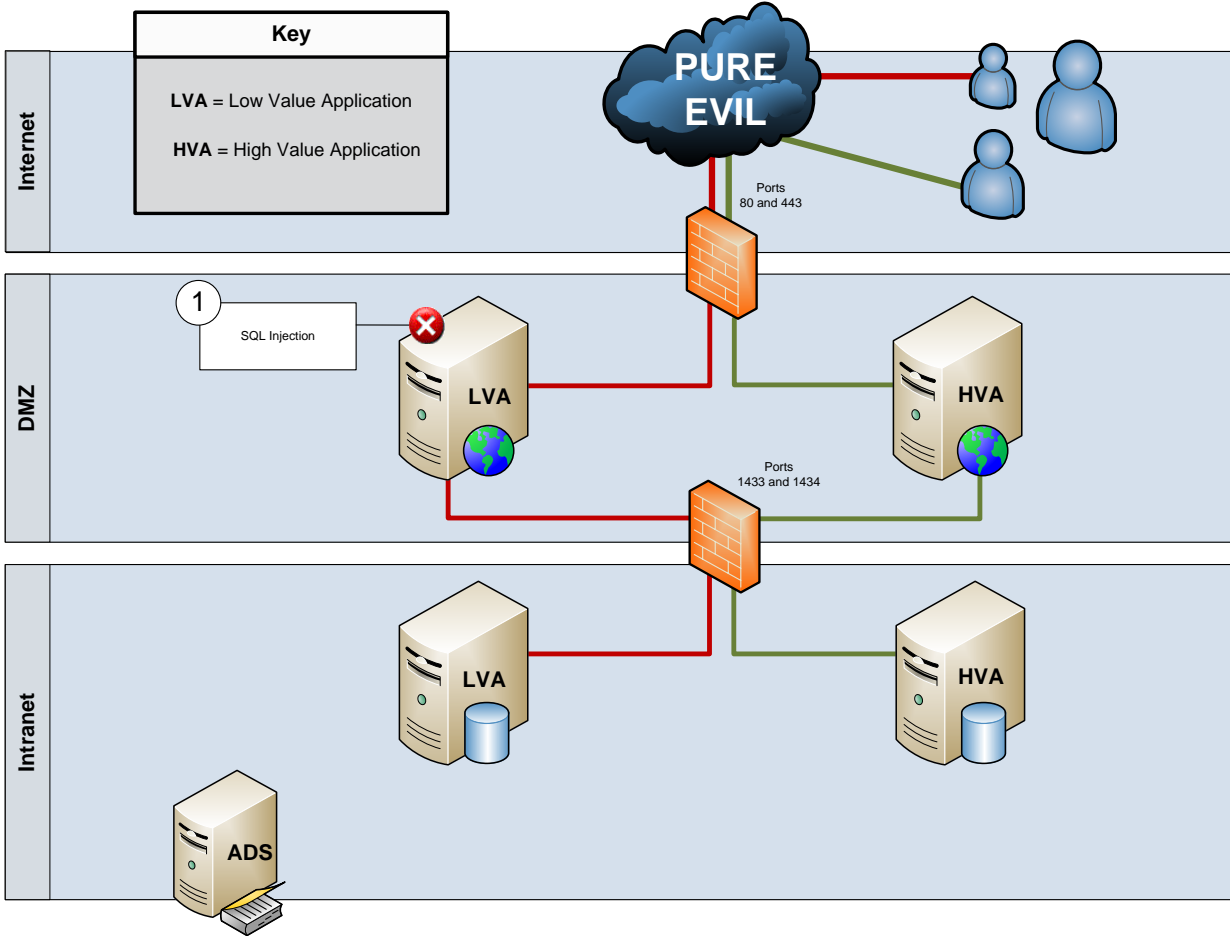 Key
LVA = Low Value Application
HVA = High Value Application
Internet
PURE
EVIL
Ports
80 and 443
DMZ
1
SQL Injection
LVA
HVA
Ports
1433 and 1434
Intranet
LVA
HVA
ADS